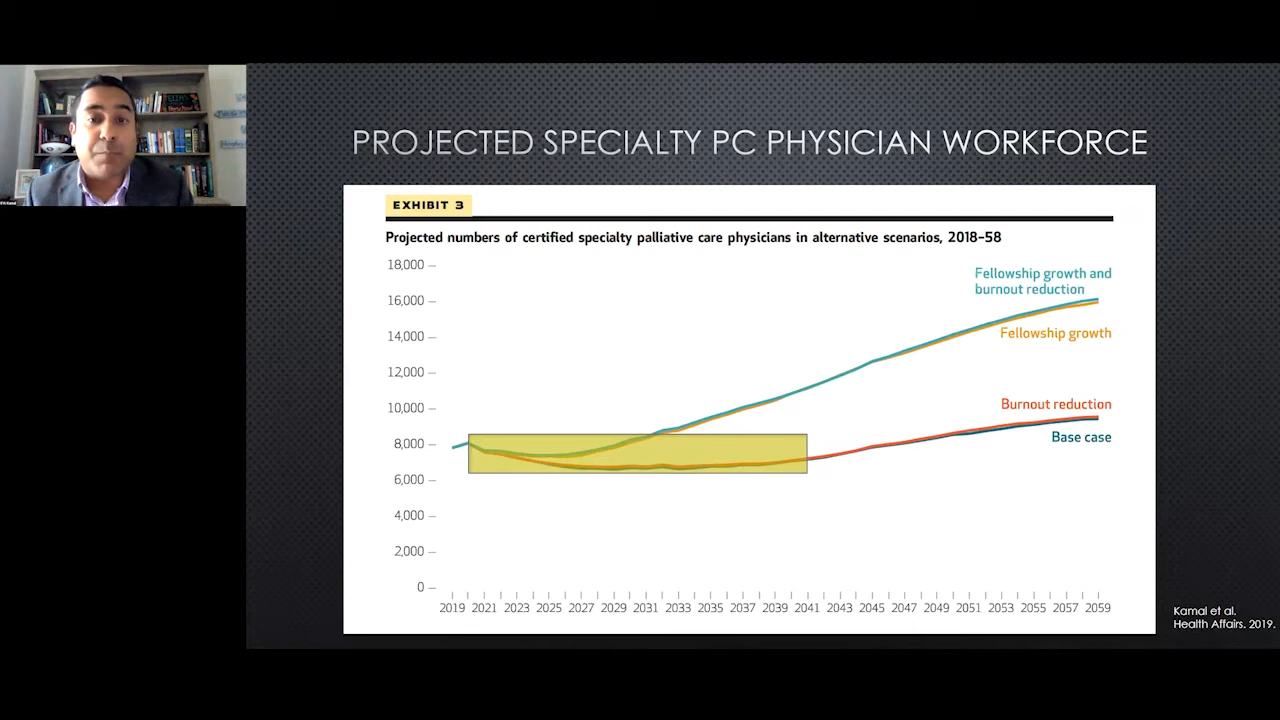 PROJECTED SPECIALTY PC PHYSICIAN WORKFORCE
EXHIBIT 3
Projected numbers of certified specialty palliative care physicians in alternative scenarios, 2018–58
18,000
16,000
14,000
12,000
10,000
8,000
6,000
4,000
2,000
0
Fellowship growth and
burnout reduction
Fellowship growth
Burnout reduction
Base case
2019 2021 2023 2025 2027 2029 2031 2033 2035 2037 2039 2041 2043 2045 2047 2049 2051 2053 2055 2057 2059
Kamal et al.
Health Affairs. 2019.